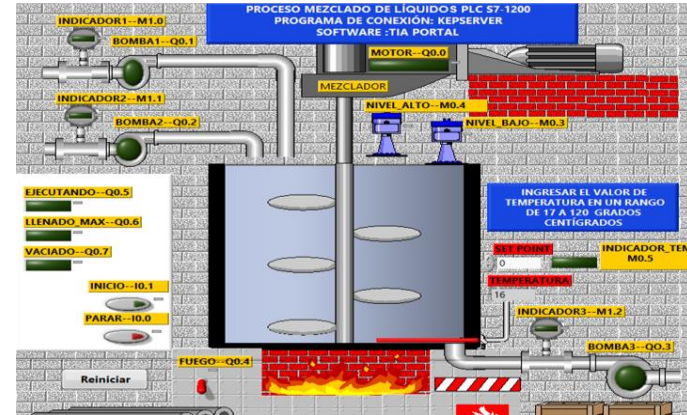 PROCESO MEZCLADO DE LÍQUIDOS PLC S7-1200
PROGRAMA DE CONEXIÓN: KEPSERVER
SOFTWARE :TIA PORTAL
INDICADOR1--M1.0
BOMBA1--Q0.1
MOTOR--Q0.0
MEZCLADOR
INDICADOR2--M1.1
BOMBA2--Q0.2
NIVEL_ALTO--M0.4
NIVEL_BAJO--M0.3
EJECUTANDO--Q0.5
LLENADO_MAX--Q0.6
VACIADO--Q0.7
INICIO--I0.1
PARAR--I0.0
INGRESAR EL VALOR DE
TEMPERATURA EN UN RANGO
DE 17 A 120 GRADOS
CENTÍGRADOS
SET POINT
0
INDICADOR_TEM
M0.5
TEMPERATURA
16
INDICADOR3--M1.2
BOMBA3--QO.3
FUEGO--Q0.4
Reiniciar